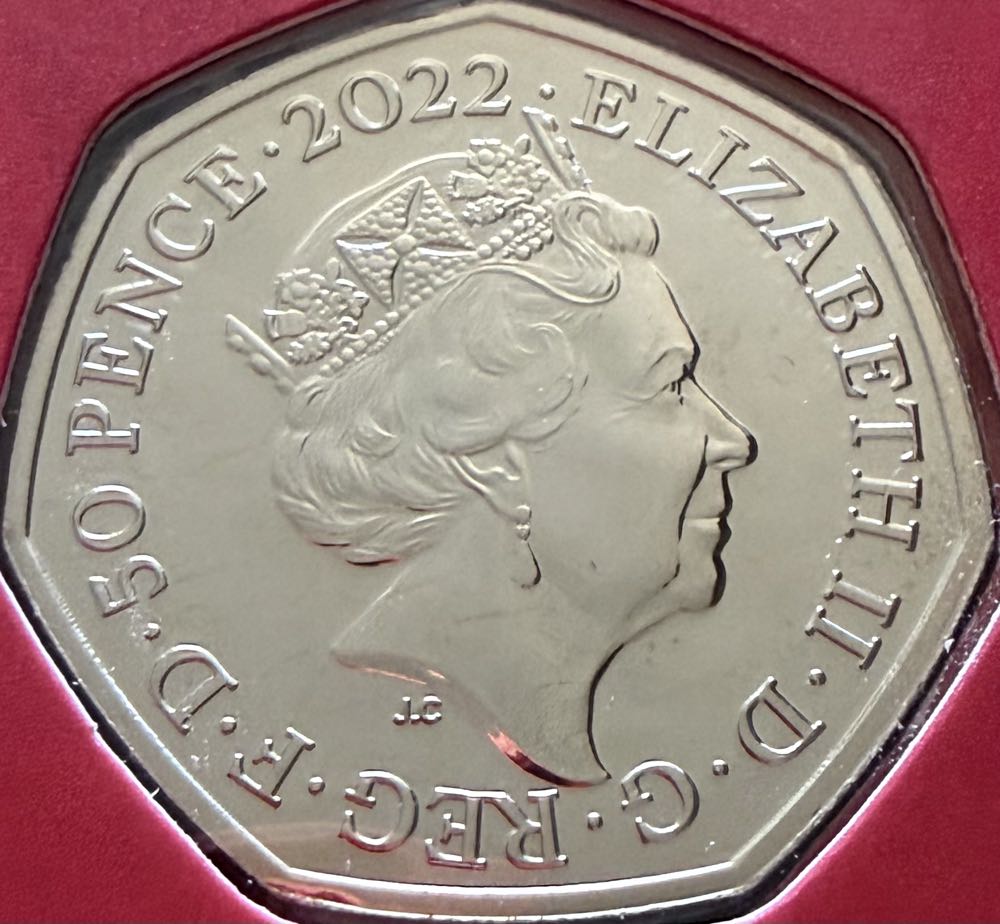 ELIZABETH II · D · G · REG · F · D · 50 PENCE · 2022 ·
J.C